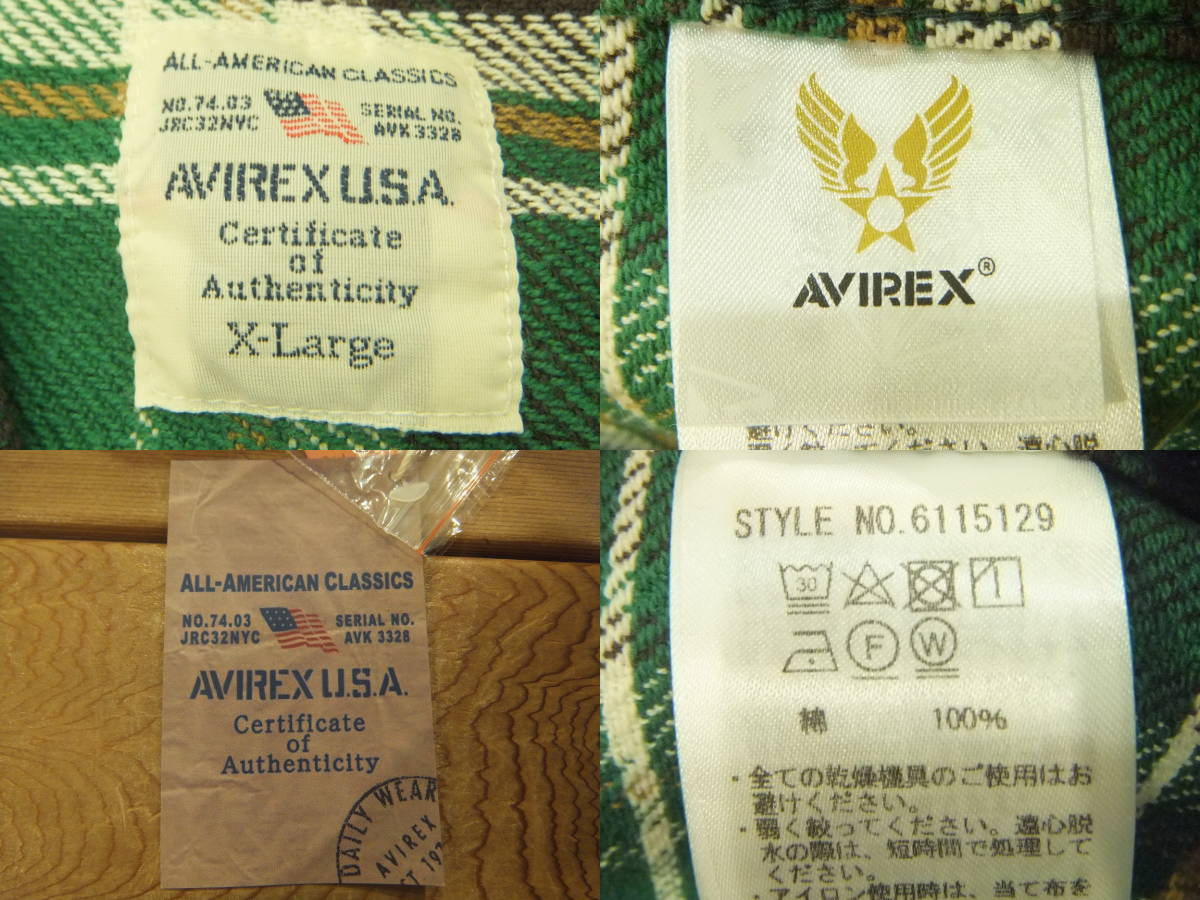 ALL-AMERICAN CLASSICS
NO.74.03
JRC32NYC
SERIAL NO.
AVK 3328
AVIREX U.S.A.
Certificate
of
Authenticity
X-Large
AVIREX®
ALL-AMERICAN CLASSICS
NO.74.03
JRC32NYC
SERIAL NO.
AVK 3328
AVIREX U.S.A.
Certificate
of
Authenticity
DAILY WEAR
AVIREX
STYLE NO.6115129
30
F
W
綿 100%
・全ての乾燥機具のご使用はお
避けください。
・弱く絞ってください。遠心脱
水の際は、短時間で処理して
ください。
・アイロン使用時は、当て布を